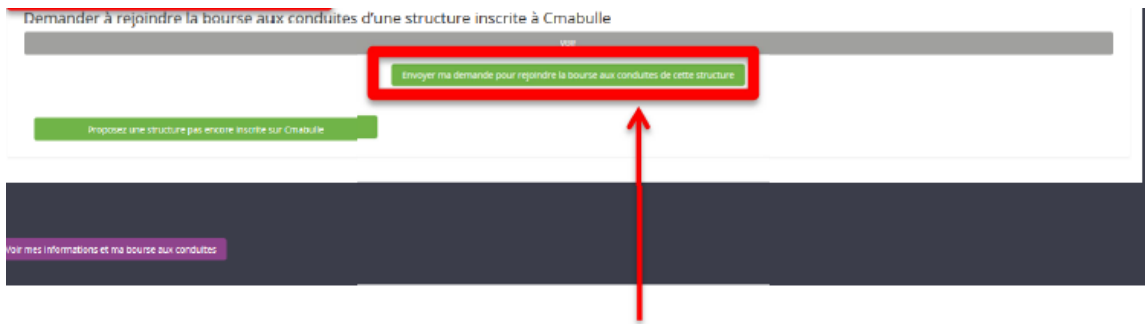 Demander à rejoindre la bourse aux conduites d'une structure inscrite à Cmabulle
Envoyer ma demande pour rejoindre la bourse aux conduites de cette structure
Proposez une structure pas encore inscrite sur Cmabulle
Voir mes informations et ma bourse aux conduites